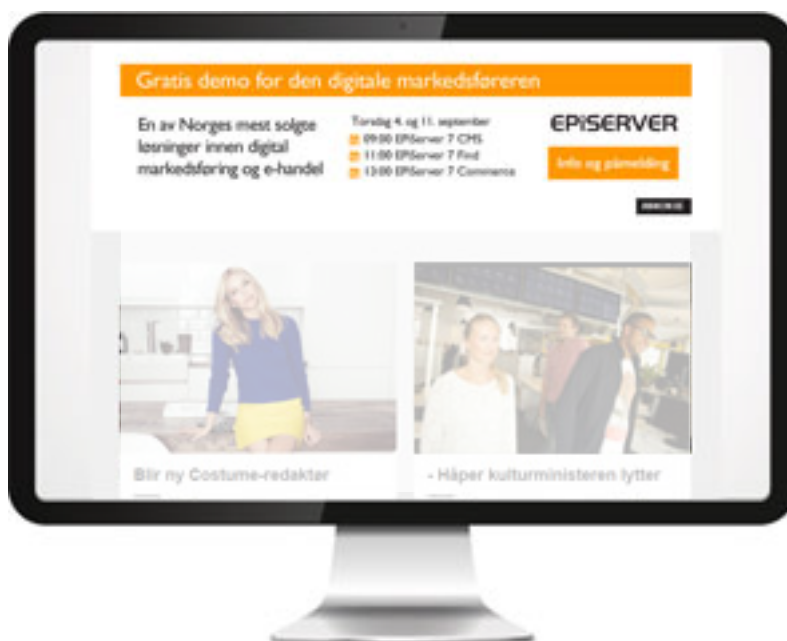 Gratis demo for den digitale markedsføreren
En av Norges mest solgte
løsninger innen digital
markedsføring og e-handel
Torsdag 4. og 11. september
09:00 EPiServer 7 CMS
11:00 EPiServer 7 Find
13:00 EPiServer 7 Commerce
EPiSERVER
Info og påmelding
Blir ny Costume-redaktør
- Håper kulturministeren lytter